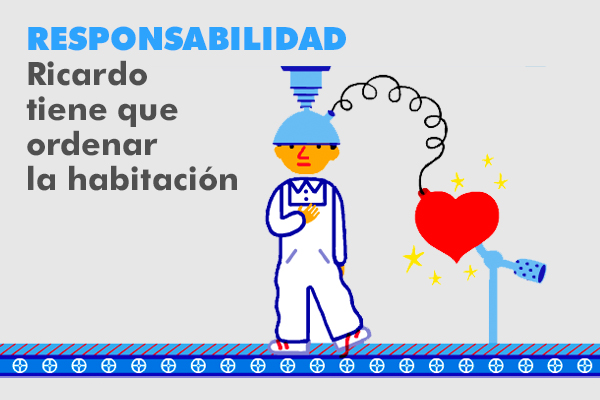 RESPONSABILIDAD
Ricardo
tiene que
ordenar
la habitación